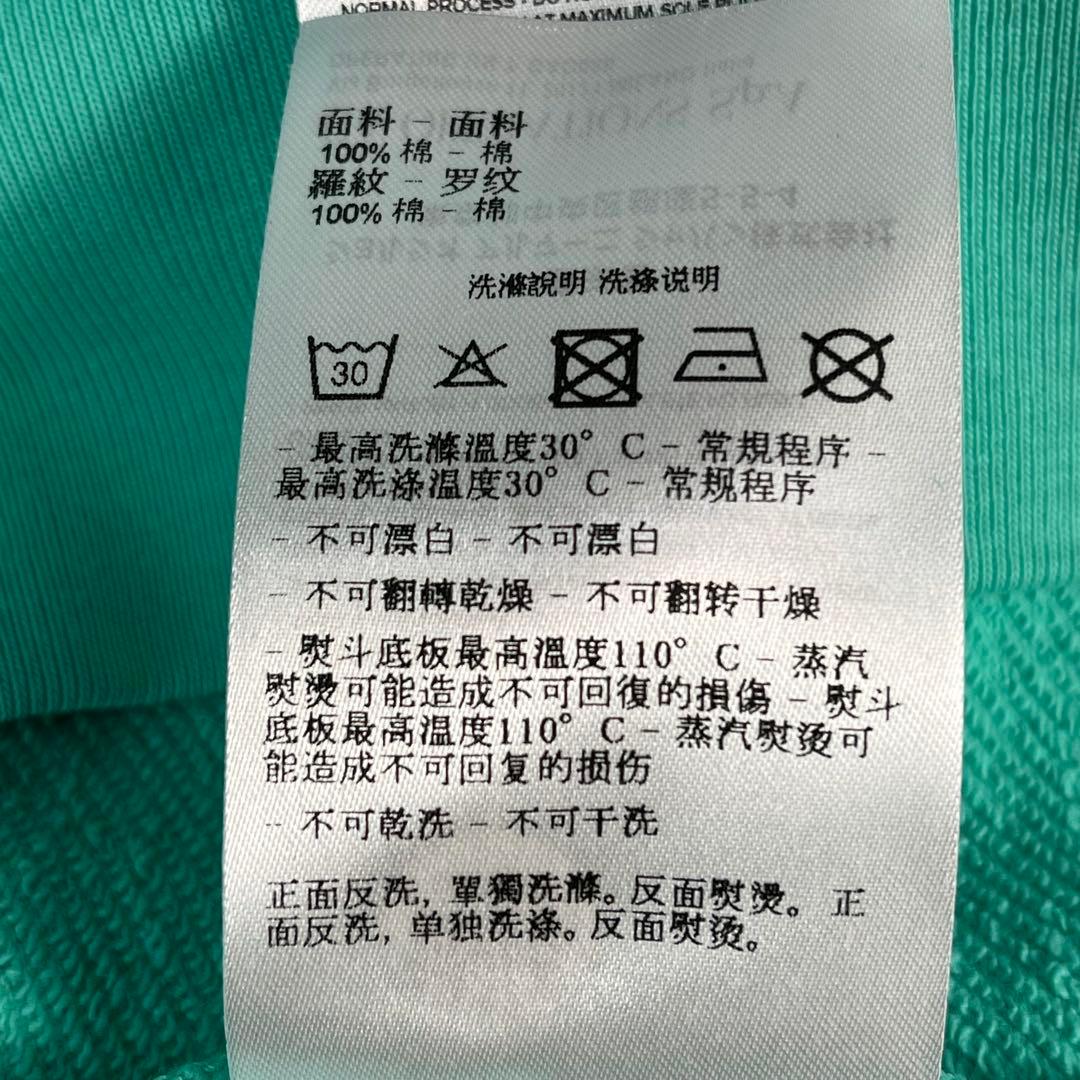 NORMAL PROCESS
AT MAXIMUM SOLE
面料 - 面料
100% 棉 - 棉
羅紋 - 罗纹
100% 棉 - 棉
洗滌說明 洗涤说明
30
- 最高洗滌溫度30° C - 常規程序 -
最高洗涤温度30° C - 常规程序
- 不可漂白 - 不可漂白
- 不可翻轉乾燥 - 不可翻转干燥
- 熨斗底板最高溫度110° C - 蒸汽
熨燙可能造成不可回復的損傷 - 熨斗
底板最高温度110° C - 蒸汽熨烫可
能造成不可回复的损伤
- 不可乾洗 - 不可干洗
正面反洗, 單獨洗滌。反面熨燙。 正
面反洗, 单独洗涤。反面熨烫。